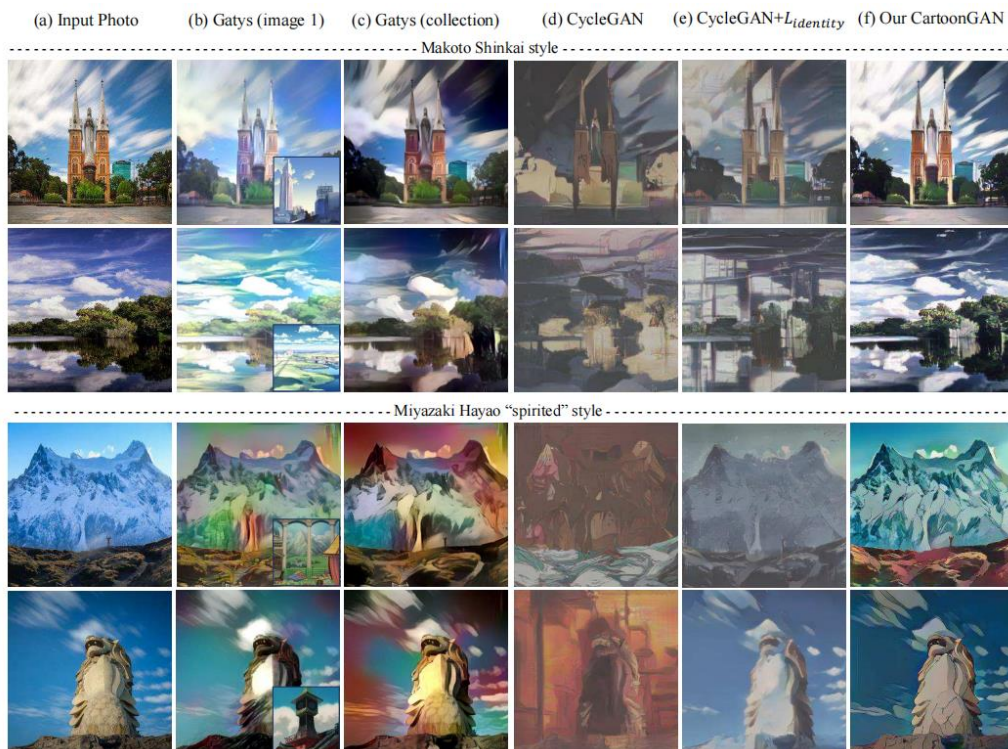 (a) Input Photo (b) Gatys (image 1) (c) Gatys (collection) (d) CycleGAN (e) CycleGAN+L_identity (f) Our CartoonGAN
Makoto Shinkai style
Miyazaki Hayao “spirited” style